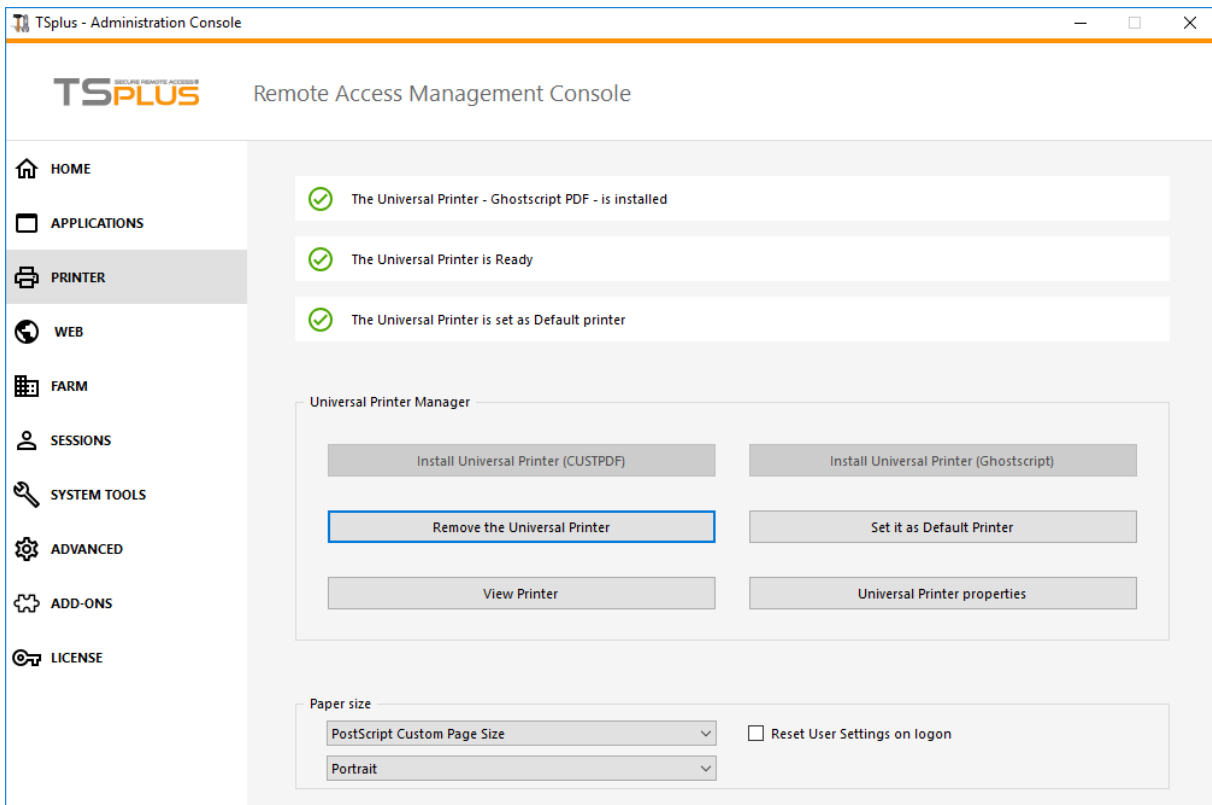 TSplus - Administration Console
TSPLUS
SECURE REMOTE ACCESS®
Remote Access Management Console
HOME
APPLICATIONS
PRINTER
WEB
FARM
SESSIONS
SYSTEM TOOLS
ADVANCED
ADD-ONS
LICENSE
The Universal Printer - Ghostscript PDF - is installed
The Universal Printer is Ready
The Universal Printer is set as Default printer
Universal Printer Manager
Install Universal Printer (CUSTPDF)
Install Universal Printer (Ghostscript)
Remove the Universal Printer
Set it as Default Printer
View Printer
Universal Printer properties
Paper size
PostScript Custom Page Size
Reset User Settings on logon
Portrait